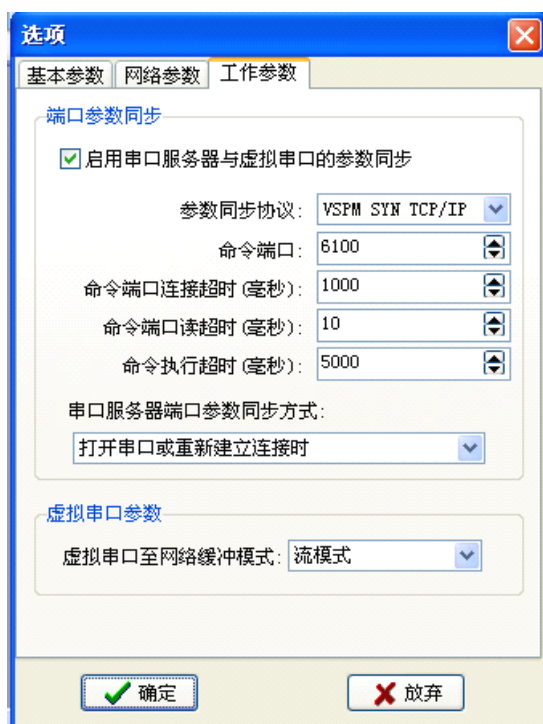 选项
基本参数 网络参数 工作参数
端口参数同步
启用串口服务器与虚拟串口的参数同步
参数同步协议: VSPM SYN TCP/IP
命令端口: 6100
命令端口连接超时(毫秒): 1000
命令端口读超时(毫秒): 10
命令执行超时(毫秒): 5000
串口服务器端口参数同步方式:
打开串口或重新建立连接时
虚拟串口参数
虚拟串口至网络缓冲模式: 流模式
确定 放弃